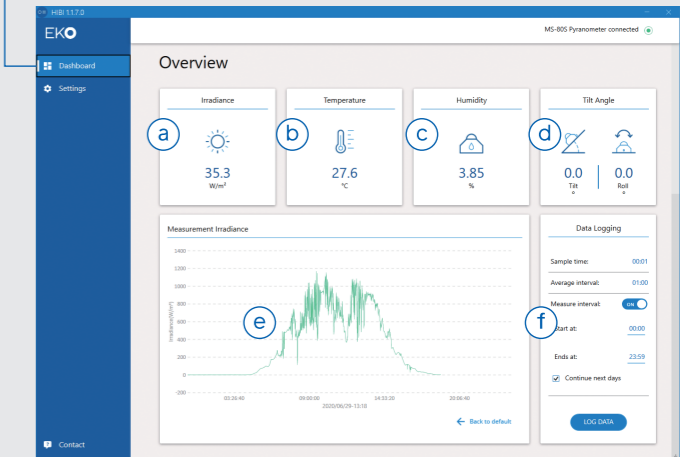 HIBI 1.1.7.0
EKO
MS-80S Pyranometer connected
Dashboard
Settings
Contact
Overview
Irradiance
a
35.3
W/m²
Temperature
b
27.6
°C
Humidity
c
3.85
%
Tilt Angle
d
0.0 0.0
Tilt Roll
° °
Measurement Irradiance
1400
1200
1000
800
600
400
200
0
-200
Irradiance(W/m²)
e
03:26:40 09:00:00 14:33:20 20:06:40
2020/06/29-13:18
Back to default
Data Logging
Sample time: 00:01
Average interval: 01:00
Measure interval: ON
f
Start at: 00:00
Ends at: 23:59
Continue next days
LOG DATA